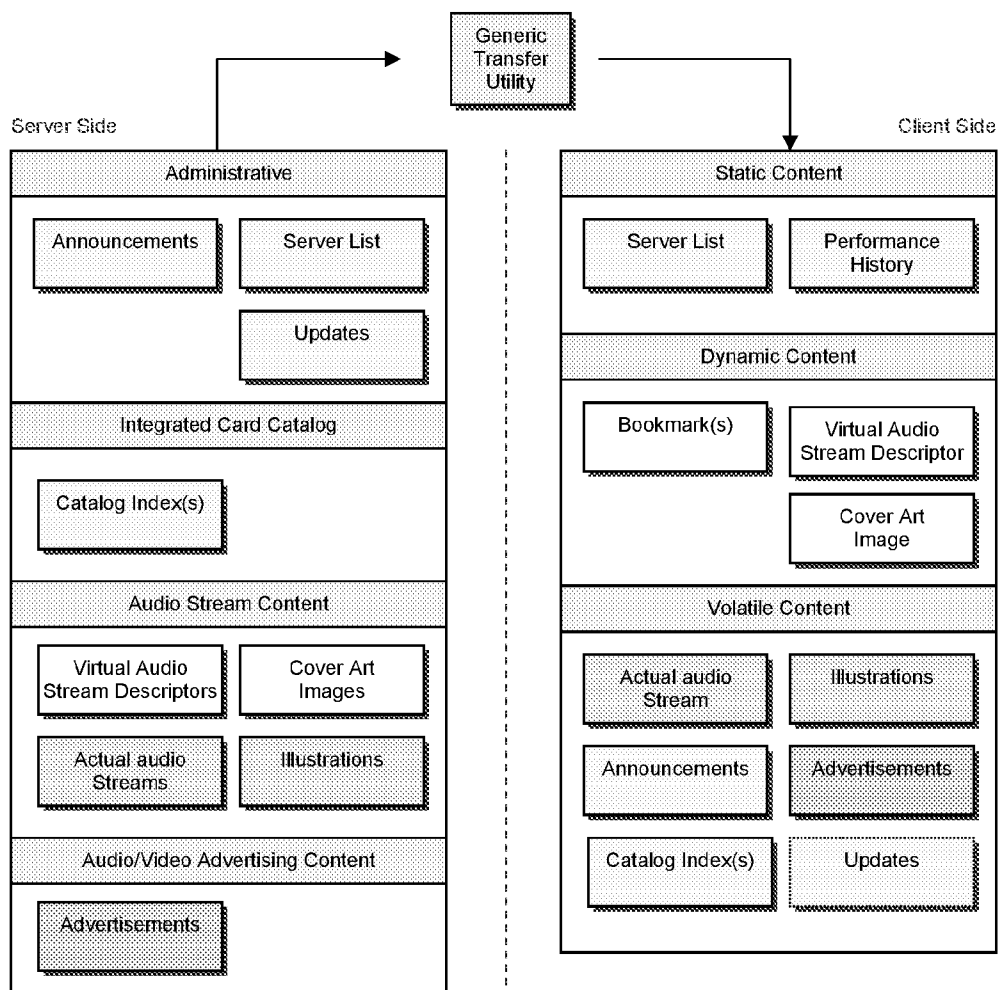 Generic
Transfer
Utility
Server Side
Client Side
Administrative
Announcements
Server List
Updates
Integrated Card Catalog
Catalog Index(s)
Audio Stream Content
Virtual Audio
Stream Descriptors
Cover Art
Images
Actual audio
Streams
Illustrations
Audio/Video Advertising Content
Advertisements
Static Content
Server List
Performance
History
Dynamic Content
Bookmark(s)
Virtual Audio
Stream Descriptor
Cover Art
Image
Volatile Content
Actual audio
Stream
Illustrations
Announcements
Advertisements
Catalog Index(s)
Updates